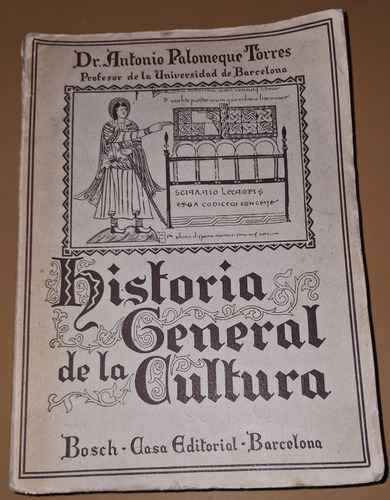 Dr. Antonio Palomeque Torres
Profesor de la Universidad de Barcelona
Historia
General
de la Cultura
Bosch - Casa Editorial - Barcelona